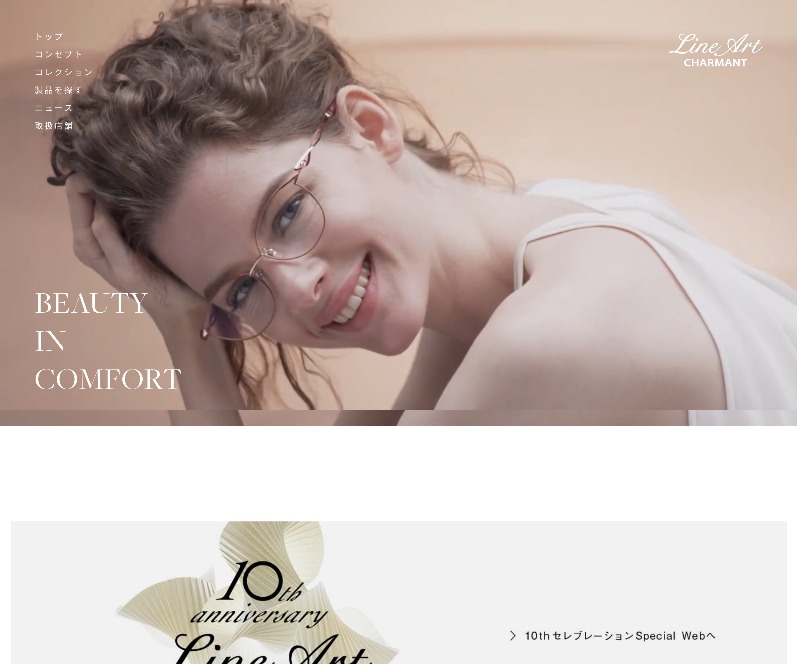 トップ
コンセプト
コレクション
製品を探す
ニュース
取扱店舗
Line Art
CHARMANT
BEAUTY
IN
COMFORT
10th
anniversary
Line Art
10thセレブレーションSpecial Webへ